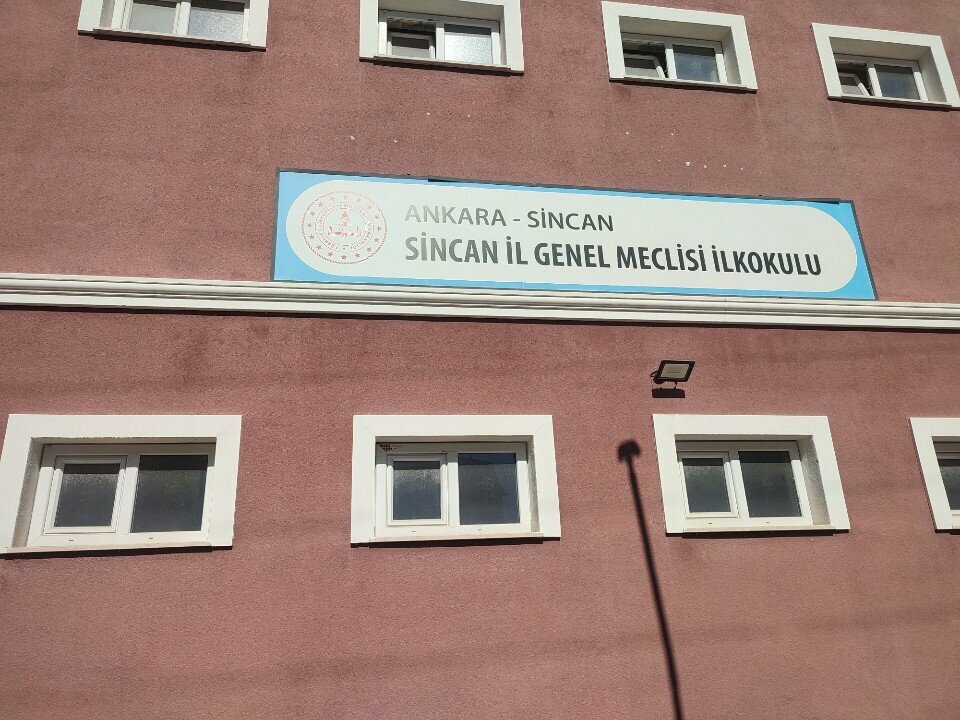 ANKARA - SİNCAN
SİNCAN İL GENEL MECLİSİ İLKOKULU